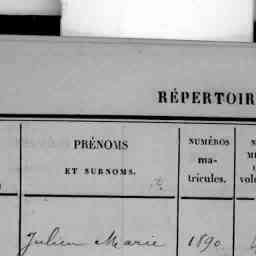 RÉPERTOIR
PRÉNOMS
ET SURNOMS.
NUMÉROS
ma-
tricules.
Julien Marie 1890